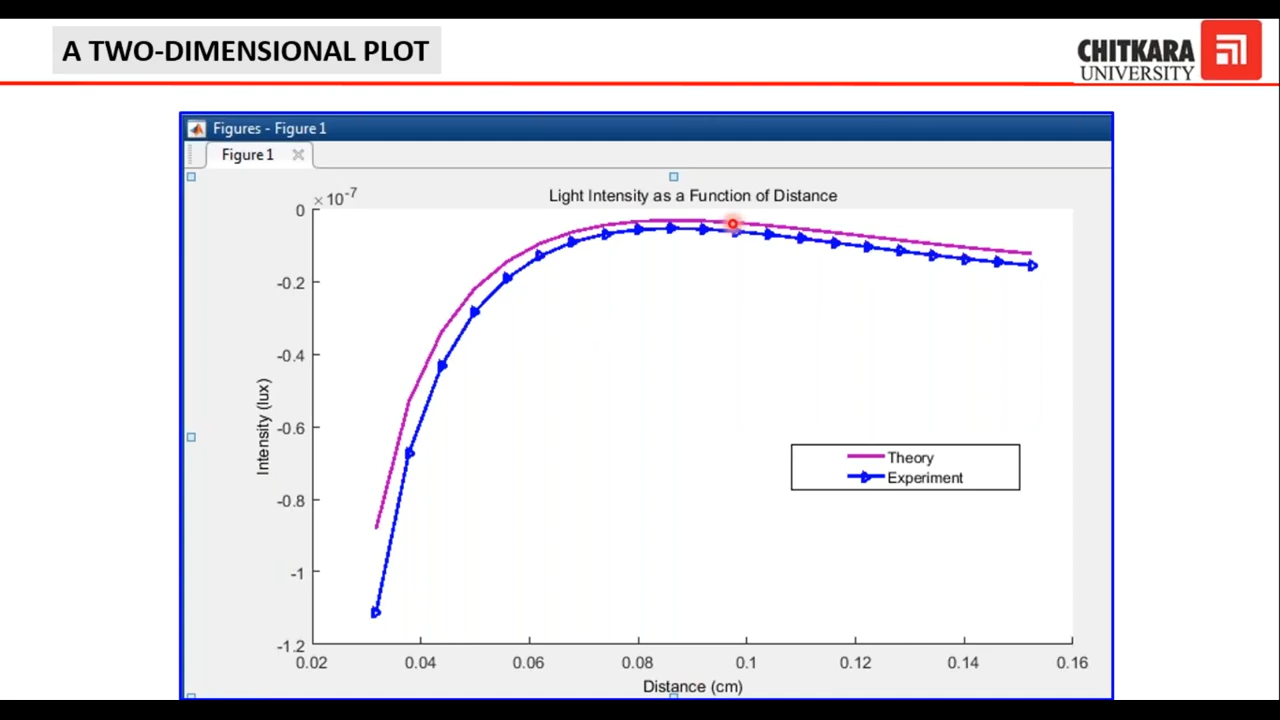 A TWO-DIMENSIONAL PLOT
CHITKARA
UNIVERSITY
Figures - Figure 1
Figure 1
×10-7
Light Intensity as a Function of Distance
0
-0.2
-0.4
-0.6
-0.8
-1
-1.2
Intensity (lux)
Theory
Experiment
0.02 0.04 0.06 0.08 0.1 0.12 0.14 0.16
Distance (cm)